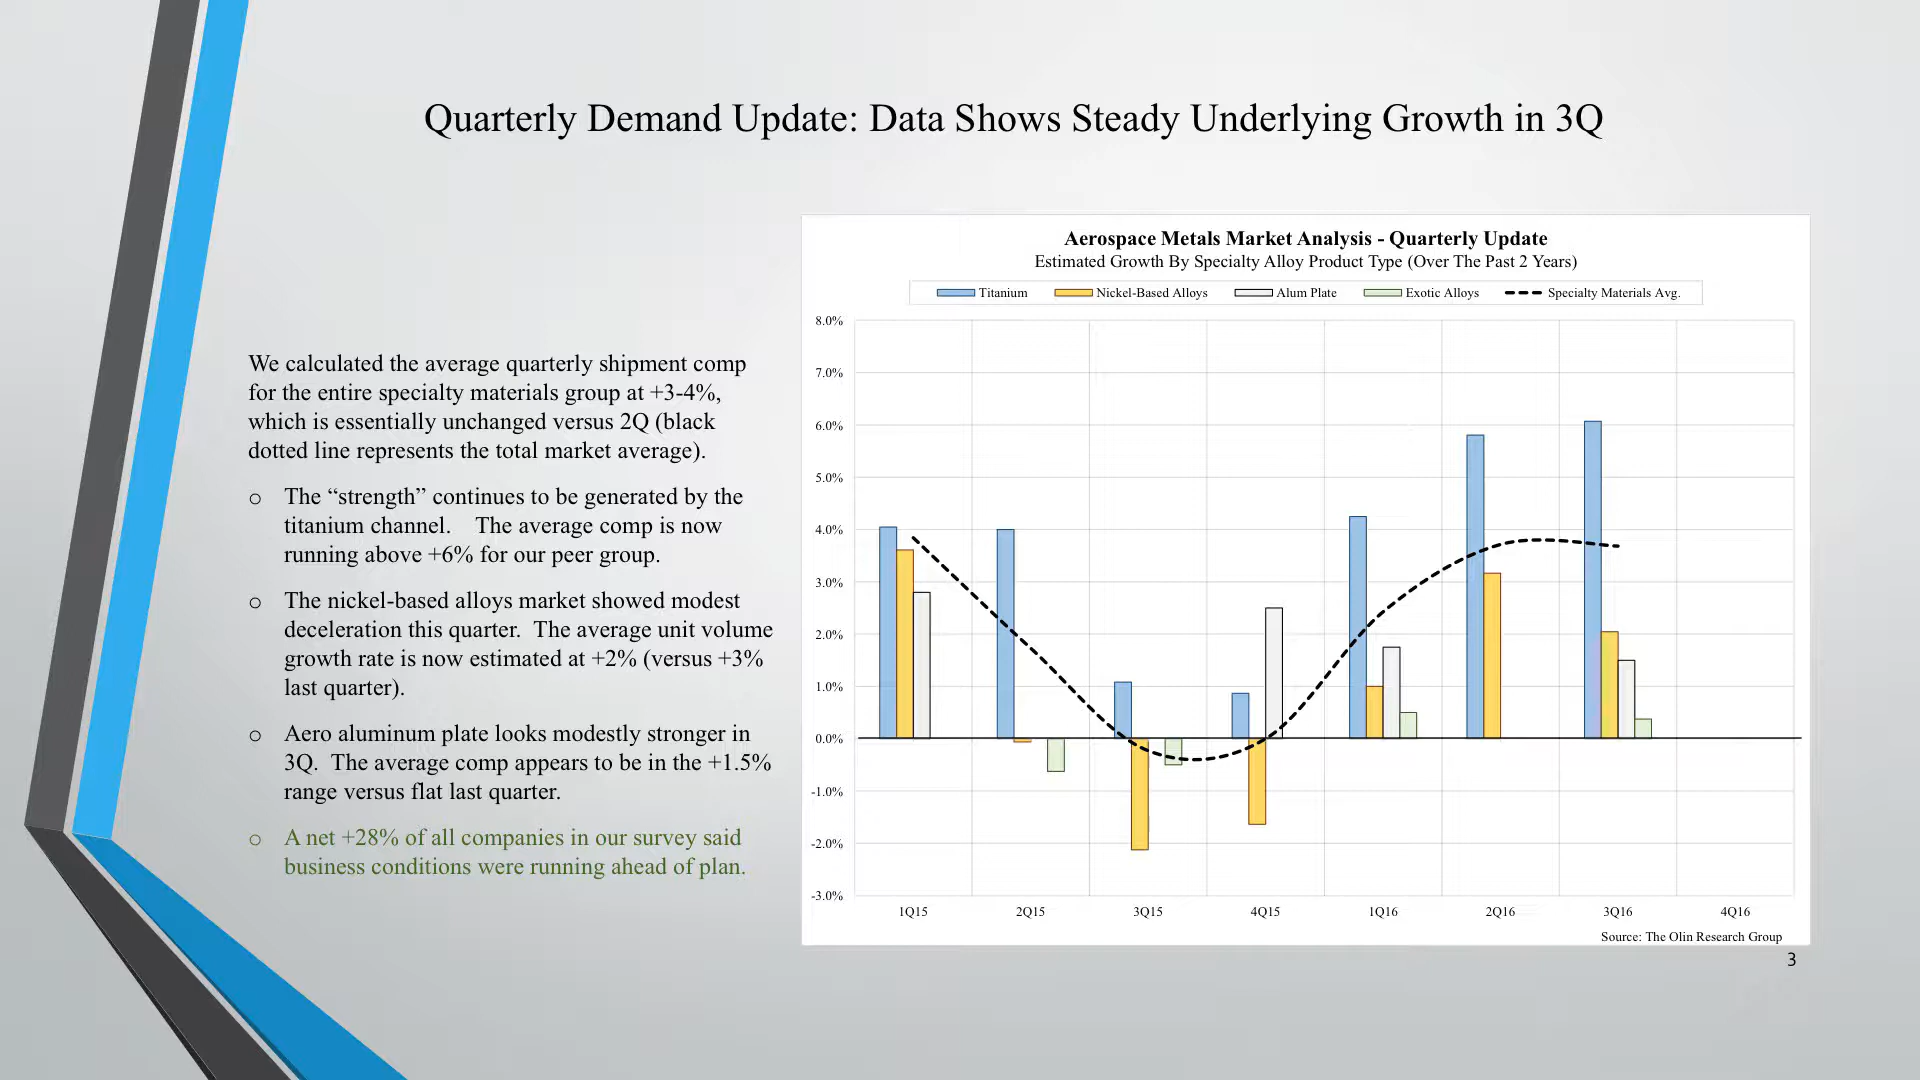 Quarterly Demand Update: Data Shows Steady Underlying Growth in 3Q
We calculated the average quarterly shipment comp
for the entire specialty materials group at +3-4%,
which is essentially unchanged versus 2Q (black
dotted line represents the total market average).
o The “strength” continues to be generated by the
titanium channel. The average comp is now
running above +6% for our peer group.
o The nickel-based alloys market showed modest
deceleration this quarter. The average unit volume
growth rate is now estimated at +2% (versus +3%
last quarter).
o Aero aluminum plate looks modestly stronger in
3Q. The average comp appears to be in the +1.5%
range versus flat last quarter.
o A net +28% of all companies in our survey said
business conditions were running ahead of plan.
Aerospace Metals Market Analysis - Quarterly Update
Estimated Growth By Specialty Alloy Product Type (Over The Past 2 Years)
Titanium Nickel-Based Alloys Alum Plate Exotic Alloys Specialty Materials Avg.
8.0%
7.0%
6.0%
5.0%
4.0%
3.0%
2.0%
1.0%
0.0%
-1.0%
-2.0%
-3.0%
1Q15 2Q15 3Q15 4Q15 1Q16 2Q16 3Q16 4Q16
Source: The Olin Research Group
3